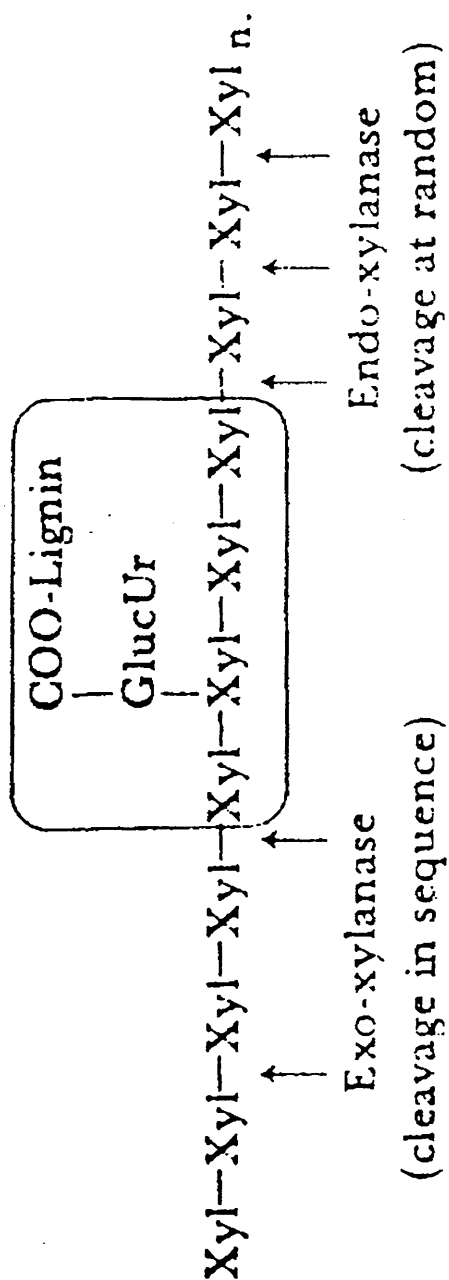 COO-Lignin
GlucUr
Xyl—Xyl—Xyl—Xyl—Xyl—Xyl—Xyl—Xyl—Xyl—Xyl—Xyl n.
Exo-xylanase Endo-xylanase
(cleavage in sequence) (cleavage at random)